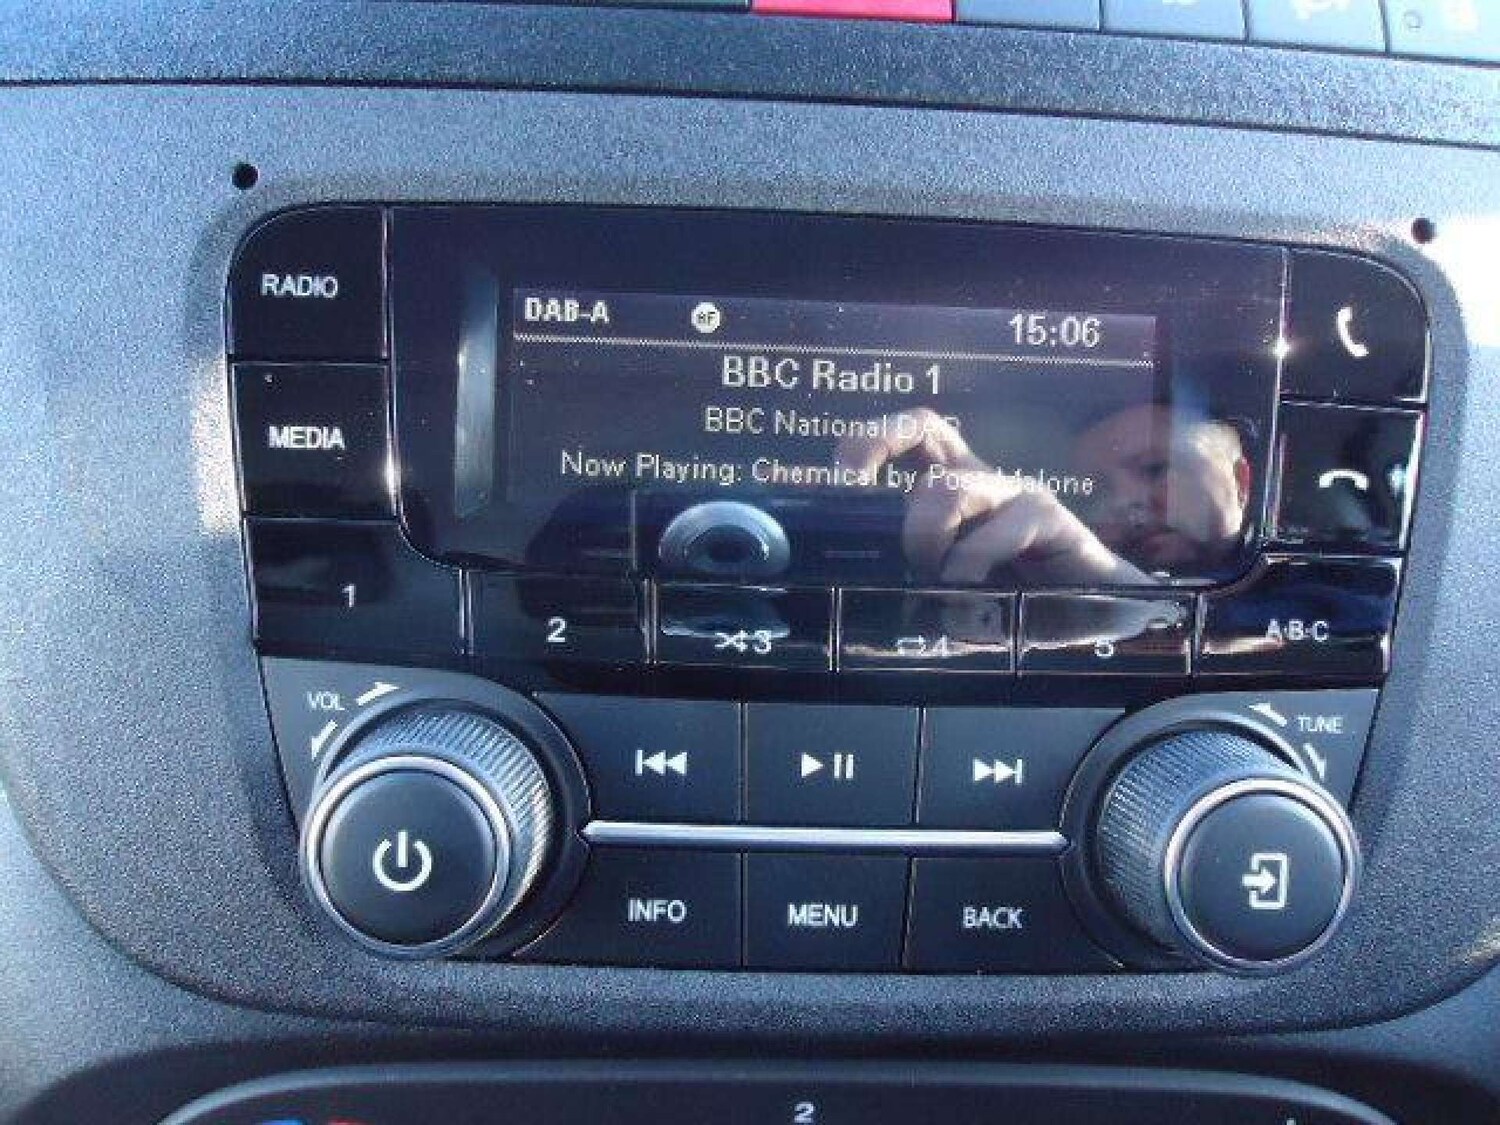 RADIO
DAB-A AF 15:06
BBC Radio 1
BBC National DAB
Now Playing: Chemical by Post Malone
MEDIA
1
2
3
4
5
A·B·C
VOL
TUNE
INFO
MENU
BACK
2